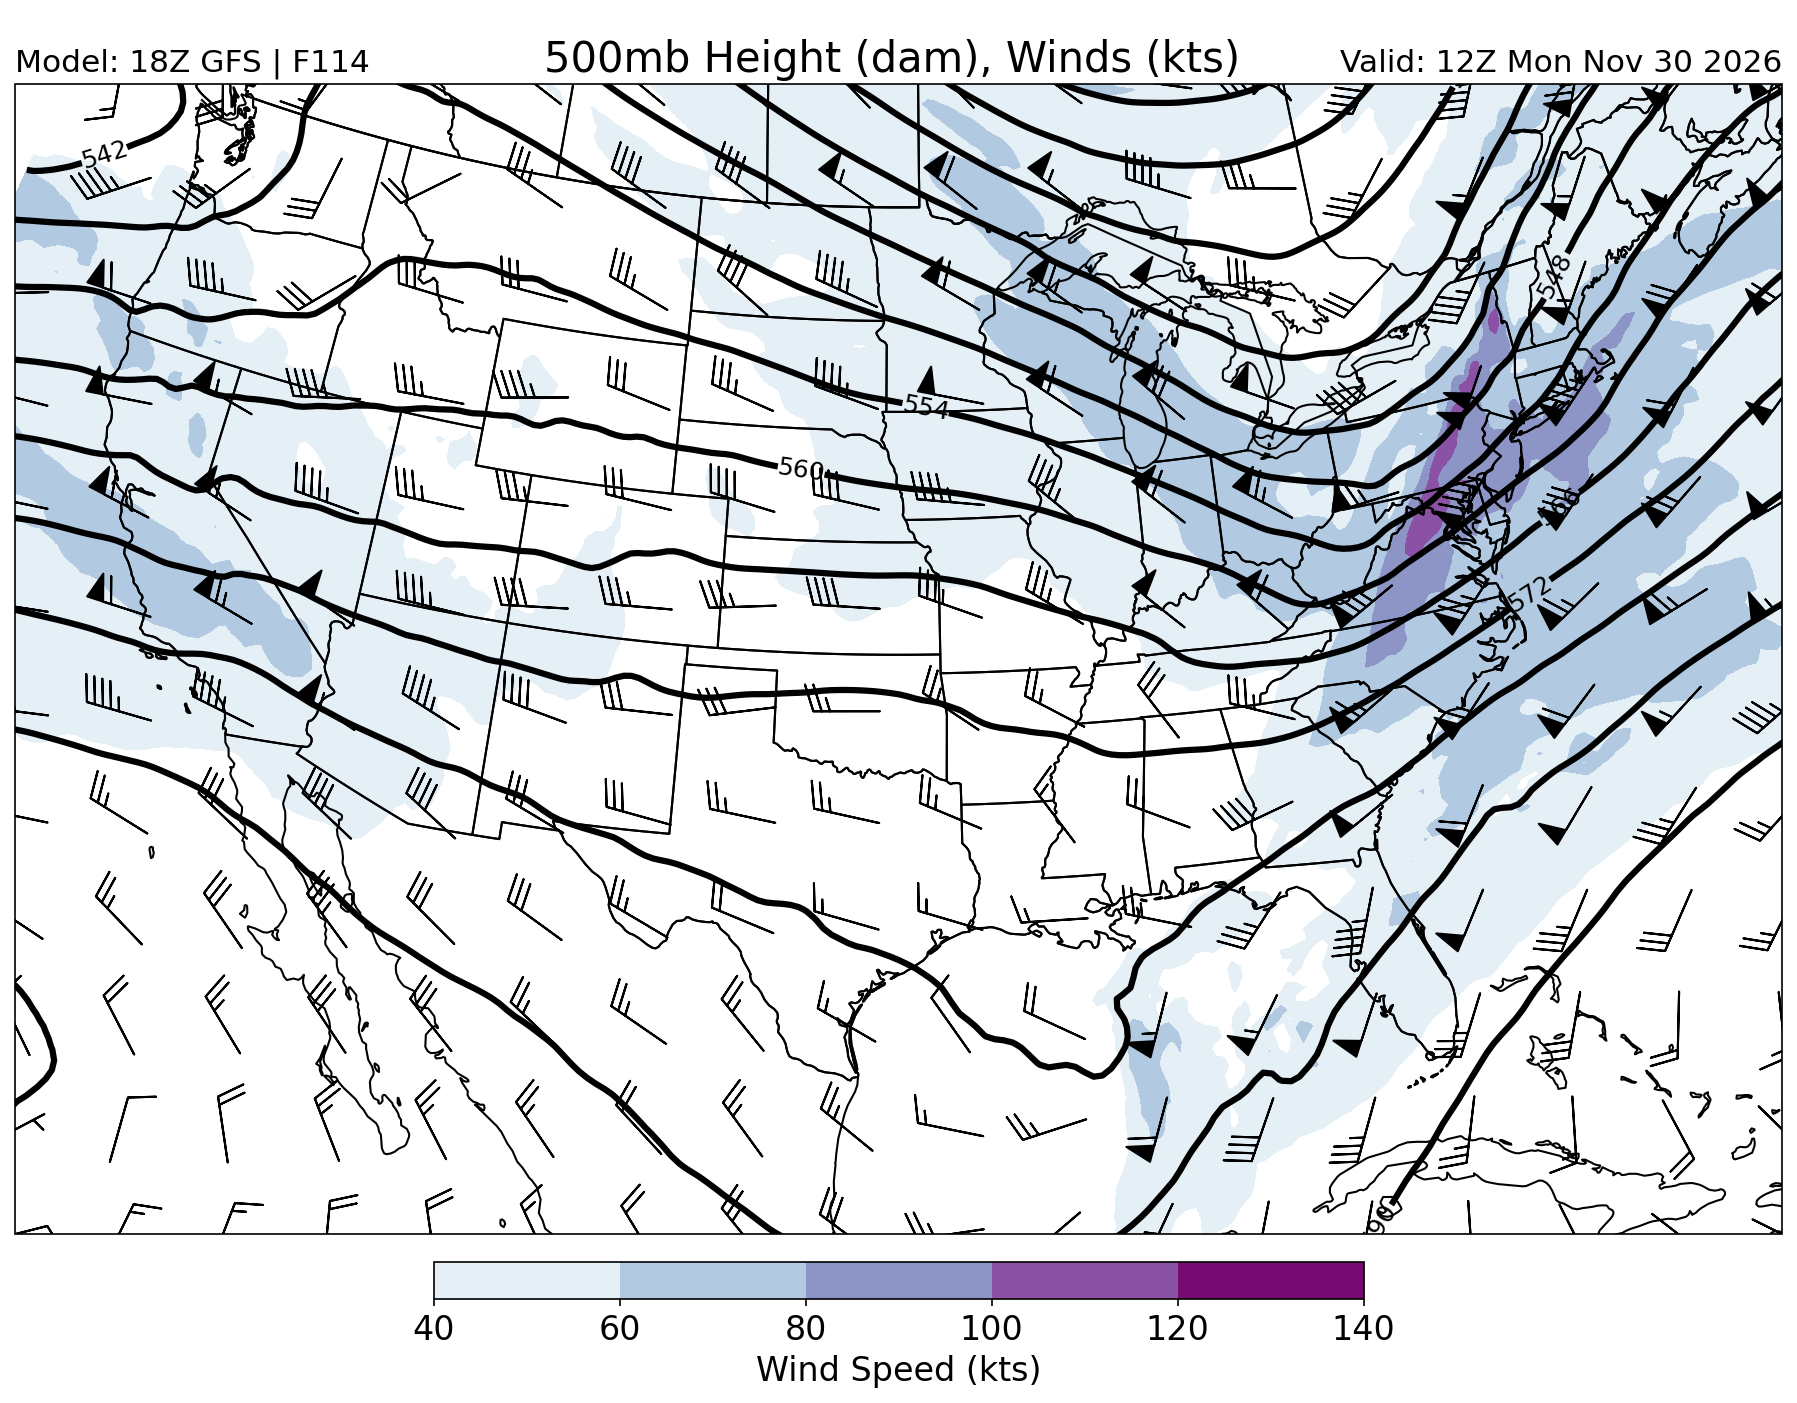 500mb Height (dam), Winds (kts)
Model: 18Z GFS | F114
Valid: 12Z Mon Nov 30 2026
542
548
554
560
572
40 60 80 100 120 140
Wind Speed (kts)